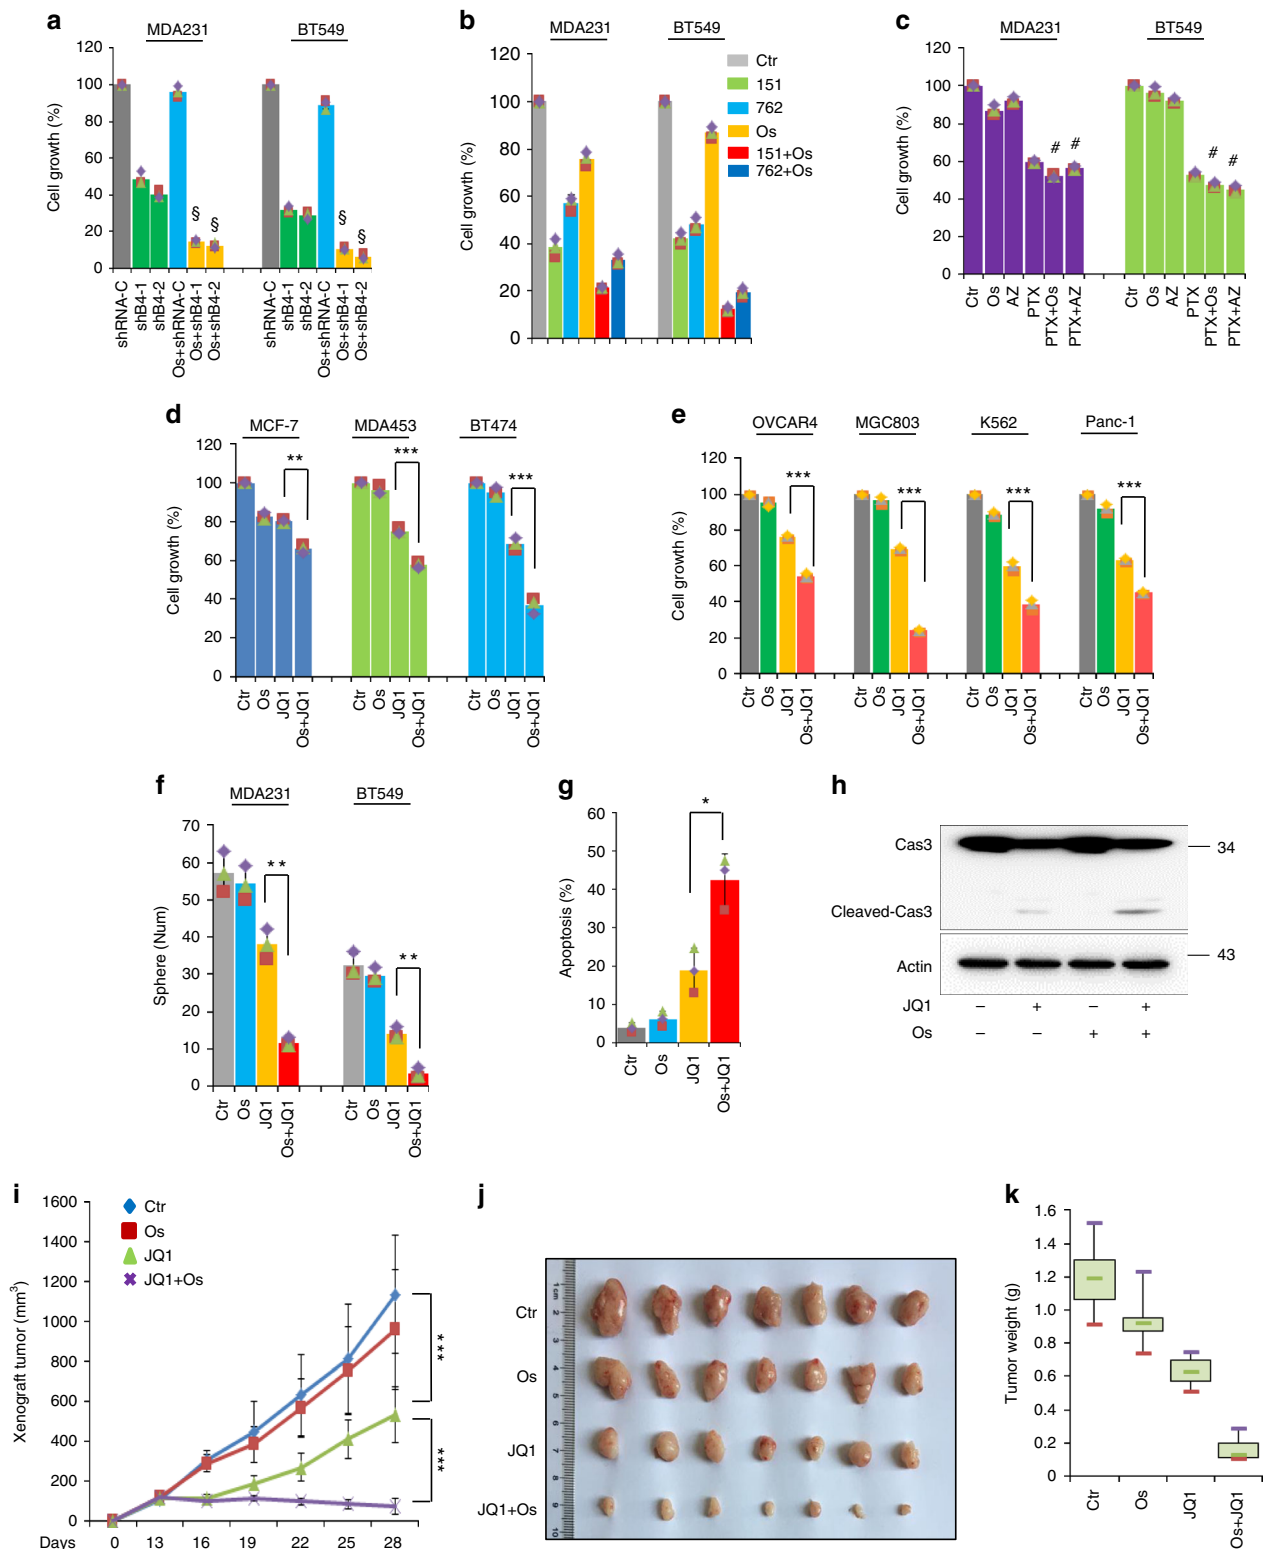 a
MDA231 BT549
Cell growth (%)
120
100
80
60
40
20
0
§ § § §
shRNA-C shB4-1 shB4-2 Os+shRNA-C Os+shB4-1 Os+shB4-2
shRNA-C shB4-1 shB4-2 Os+shRNA-C Os+shB4-1 Os+shB4-2
b
MDA231 BT549
Cell growth (%)
120
100
80
60
40
20
0
Ctr
151
762
Os
151+Os
762+Os
c
MDA231 BT549
Cell growth (%)
120
100
80
60
40
20
0
# # # #
Ctr Os AZ PTX PTX+Os PTX+AZ
Ctr Os AZ PTX PTX+Os PTX+AZ
d
MCF-7 MDA453 BT474
Cell growth (%)
120
100
80
60
40
20
0
** *** ***
Ctr Os JQ1 Os+JQ1
Ctr Os JQ1 Os+JQ1
Ctr Os JQ1 Os+JQ1
e
OVCAR4 MGC803 K562 Panc-1
Cell growth (%)
120
100
80
60
40
20
0
*** *** *** ***
Ctr Os JQ1 Os+JQ1
Ctr Os JQ1 Os+JQ1
Ctr Os JQ1 Os+JQ1
Ctr Os JQ1 Os+JQ1
f
MDA231 BT549
Sphere (Num)
70
60
50
40
30
20
10
0
** **
Ctr Os JQ1 Os+JQ1
Ctr Os JQ1 Os+JQ1
g
Apoptosis (%)
60
50
40
30
20
10
0
*
Ctr Os JQ1 Os+JQ1
h
Cas3 34
Cleaved-Cas3
Actin 43
JQ1 – + – +
Os – – + +
i
Xenograft tumor (mm³)
1600
1400
1200
1000
800
600
400
200
0
Ctr
Os
JQ1
JQ1+Os
***
***
Days 0 13 16 19 22 25 28
j
Ctr
Os
JQ1
JQ1+Os
1cm
2
3
4
5
6
7
8
9
10
k
Tumor weight (g)
1.6
1.4
1.2
1.0
0.8
0.6
0.4
0.2
0
Ctr Os JQ1 Os+JQ1